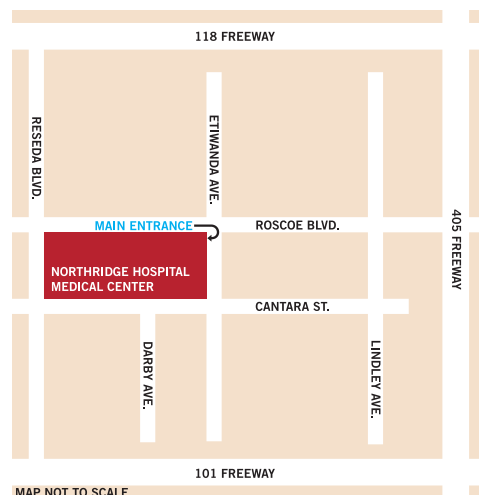 118 FREEWAY
RESEDA BLVD.
ETIWANDA AVE.
MAIN ENTRANCE
ROSCOE BLVD.
405 FREEWAY
NORTHRIDGE HOSPITAL
MEDICAL CENTER
CANTARA ST.
DARBY AVE.
LINDLEY AVE.
101 FREEWAY
MAP NOT TO SCALE